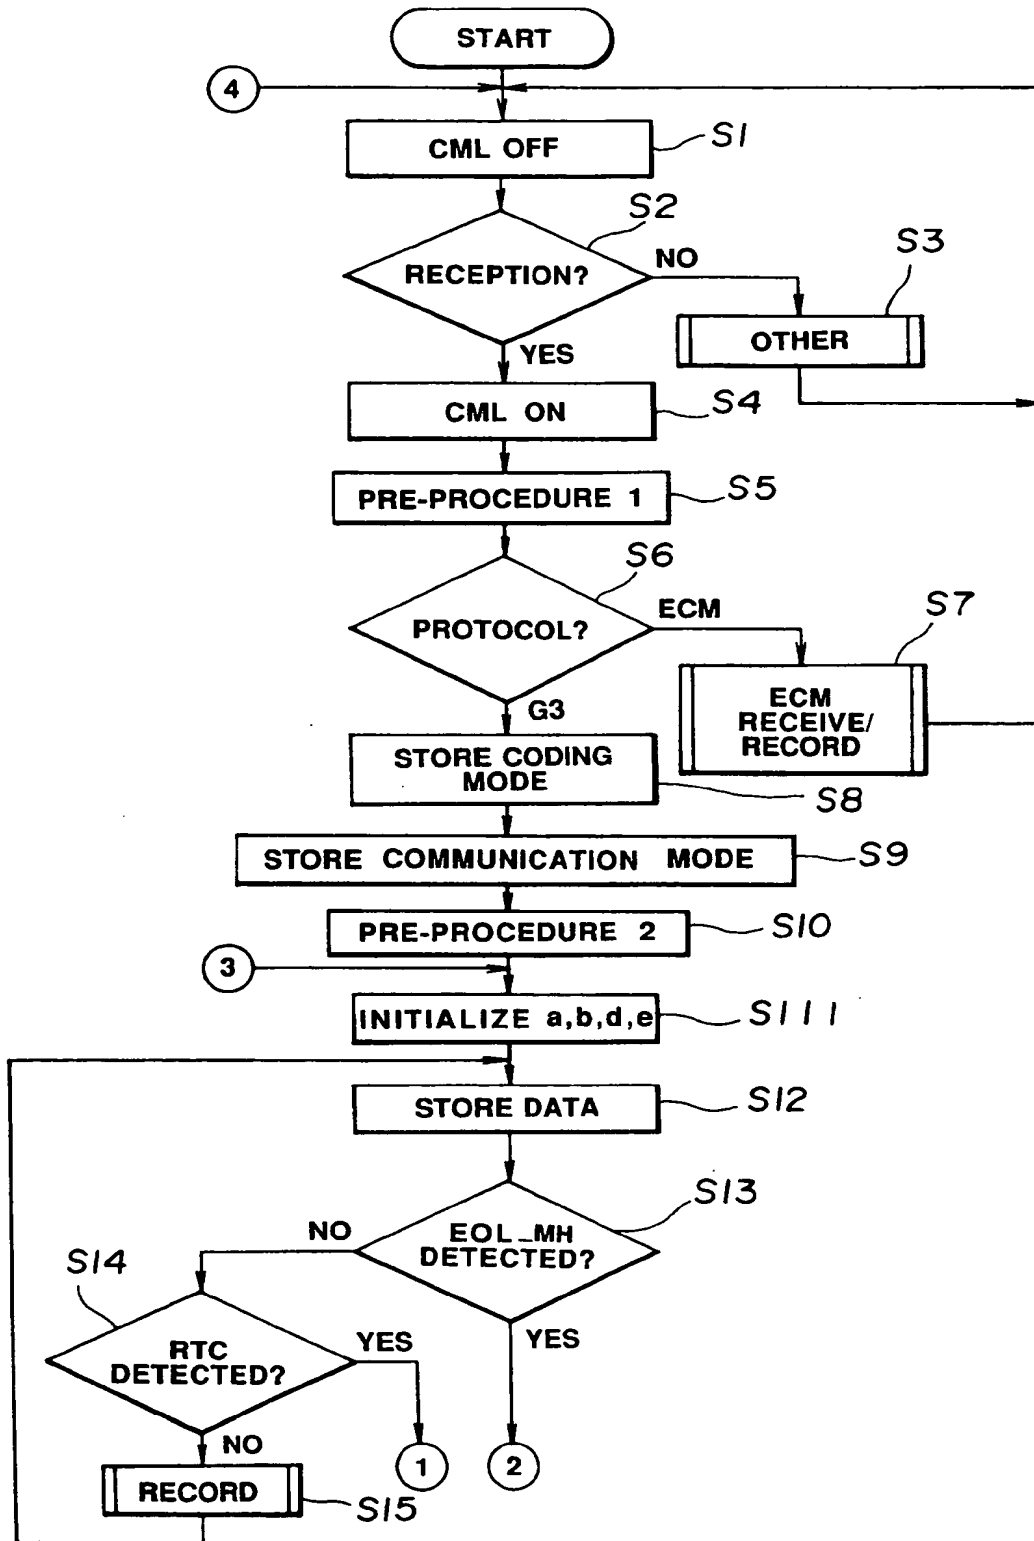 START
4
CML OFF
S1
S2
RECEPTION?
NO
S3
OTHER
YES
CML ON
S4
PRE-PROCEDURE 1
S5
S6
PROTOCOL?
ECM
S7
ECM
RECEIVE/
RECORD
G3
STORE CODING
MODE
S8
STORE COMMUNICATION MODE
S9
PRE-PROCEDURE 2
S10
3
INITIALIZE a,b,d,e
S111
STORE DATA
S12
S13
EOL_MH
DETECTED?
NO
S14
RTC
DETECTED?
YES
YES
NO
1
2
RECORD
S15